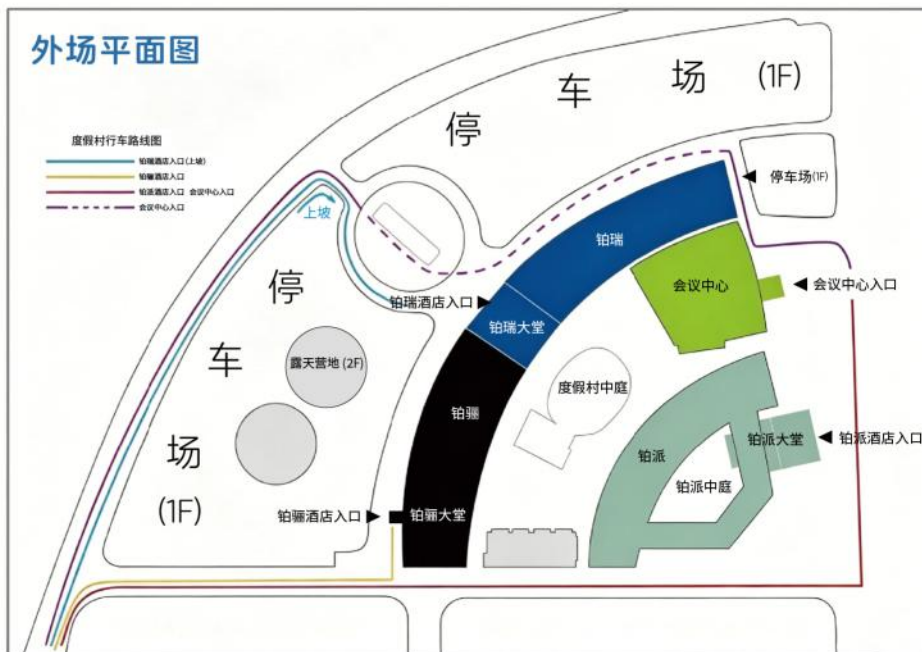 外场平面图
度假村行车路线图
铂瑞酒店入口(上坡)
铂骊酒店入口
铂派酒店入口 会议中心入口
会议中心入口
停车场 (1F)
停车场(1F)
上坡
铂瑞
会议中心
会议中心入口
铂瑞酒店入口
铂瑞大堂
停车场
(1F)
露天营地 (2F)
度假村中庭
铂骊
铂派
铂派大堂
铂派酒店入口
铂派中庭
铂骊酒店入口
铂骊大堂